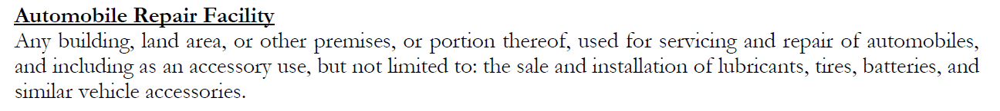 Automobile Repair Facility
Any building, land area, or other premises, or portion thereof, used for servicing and repair of automobiles,
and including as an accessory use, but not limited to: the sale and installation of lubricants, tires, batteries, and
similar vehicle accessories.